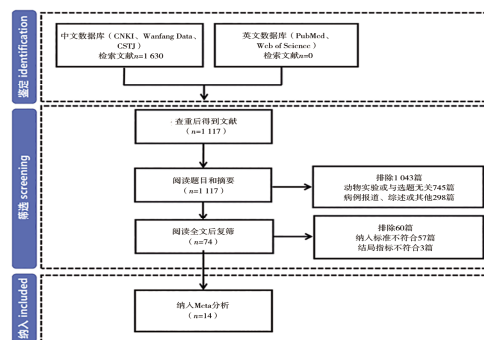 鉴定 identification
中文数据库（CNKI、Wanfang Data、
CSTJ）
检索文献n=1 630
英文数据库（PubMed、
Web of Science）
检索文献n=0
筛选 screening
查重后得到文献
（n=1 117）
阅读题目和摘要
（n=1 117）
排除1 043篇
动物实验或与选题无关745篇
病例报道、综述或其他298篇
阅读全文后复筛
（n=74）
排除60篇
纳入标准不符合57篇
结局指标不符合3篇
纳入 included
纳入Meta分析
（n=14）